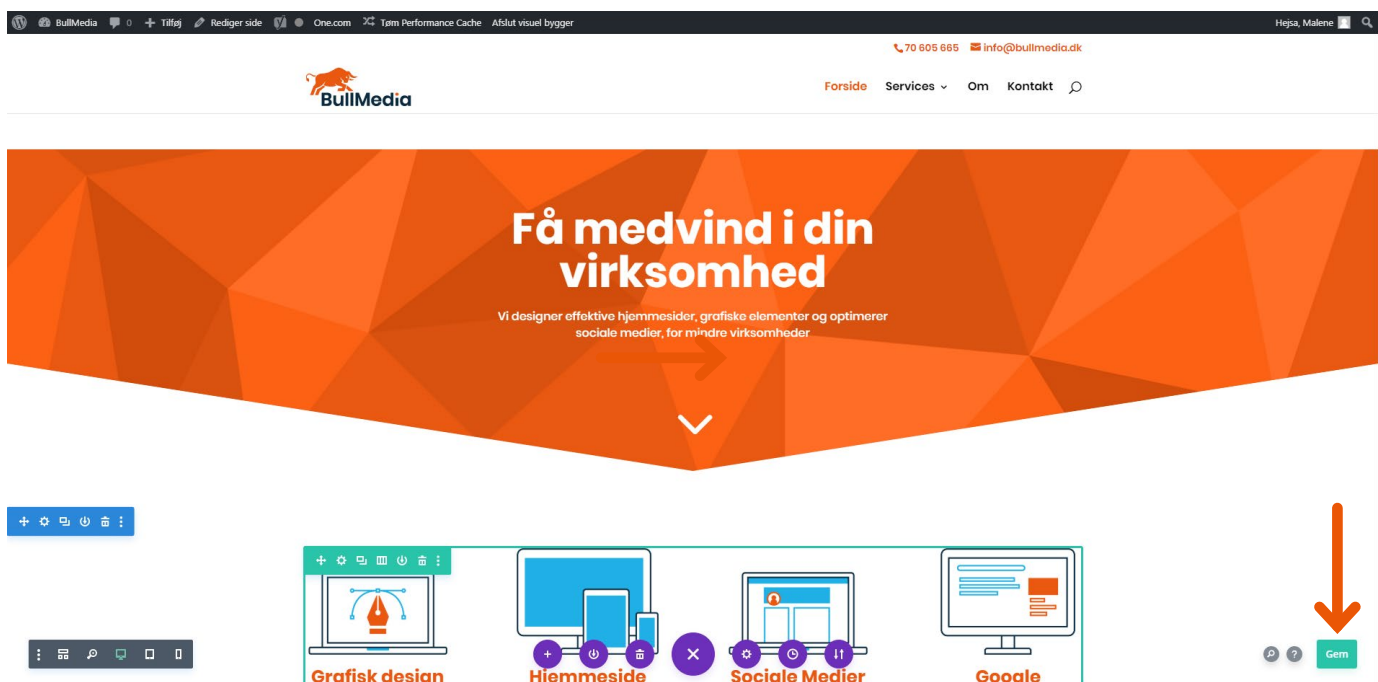 BullMedia 0 Tilføj Rediger side One.com Tøm Performance Cache Afslut visuel bygger Hejsa, Malene
70 605 665 info@bullmedia.dk
BullMedia
Forside Services Om Kontakt
Få medvind i din
virksomhed
Vi designer effektive hjemmesider, grafiske elementer og optimerer
sociale medier, for mindre virksomheder
? Gem
Grafisk design Hjemmeside Sociale Medier Google